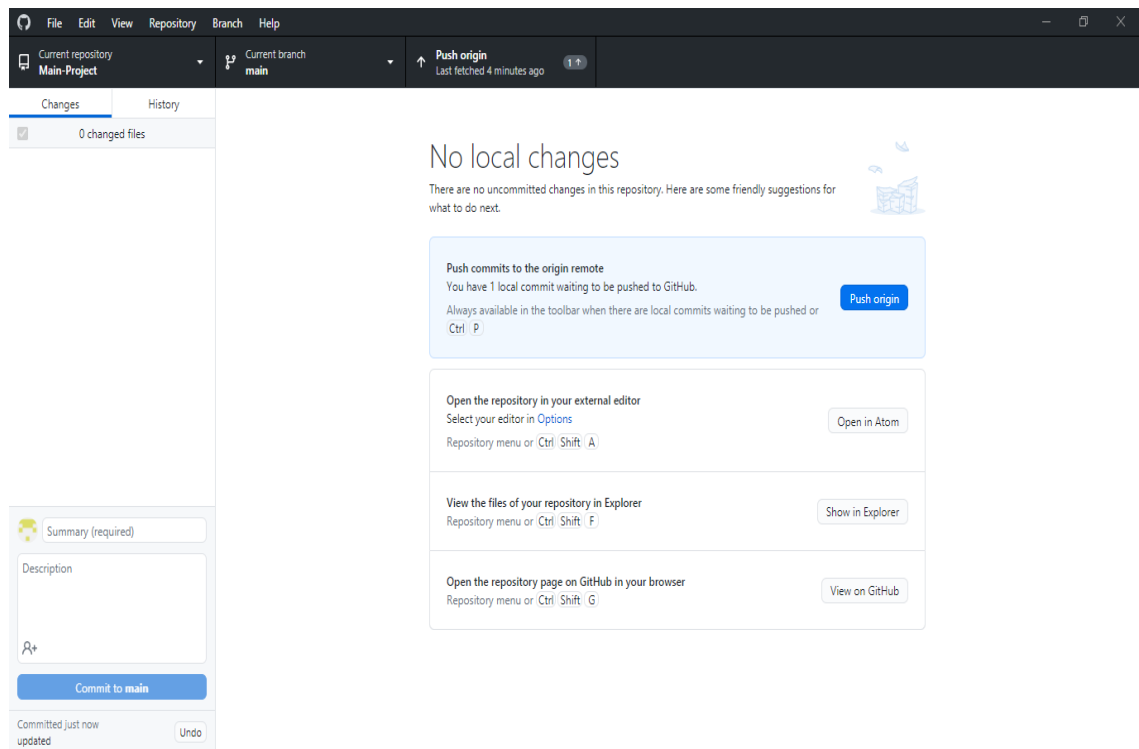 File Edit View Repository Branch Help
Current repository
Main-Project
Current branch
main
Push origin
Last fetched 4 minutes ago
1
Changes History
0 changed files
No local changes
There are no uncommitted changes in this repository. Here are some friendly suggestions for
what to do next.
Push commits to the origin remote
You have 1 local commit waiting to be pushed to GitHub.
Always available in the toolbar when there are local commits waiting to be pushed or
Ctrl P
Push origin
Open the repository in your external editor
Select your editor in Options
Repository menu or Ctrl Shift A
Open in Atom
View the files of your repository in Explorer
Repository menu or Ctrl Shift F
Show in Explorer
Open the repository page on GitHub in your browser
Repository menu or Ctrl Shift G
View on GitHub
Summary (required)
Description
Commit to main
Committed just now
updated
Undo